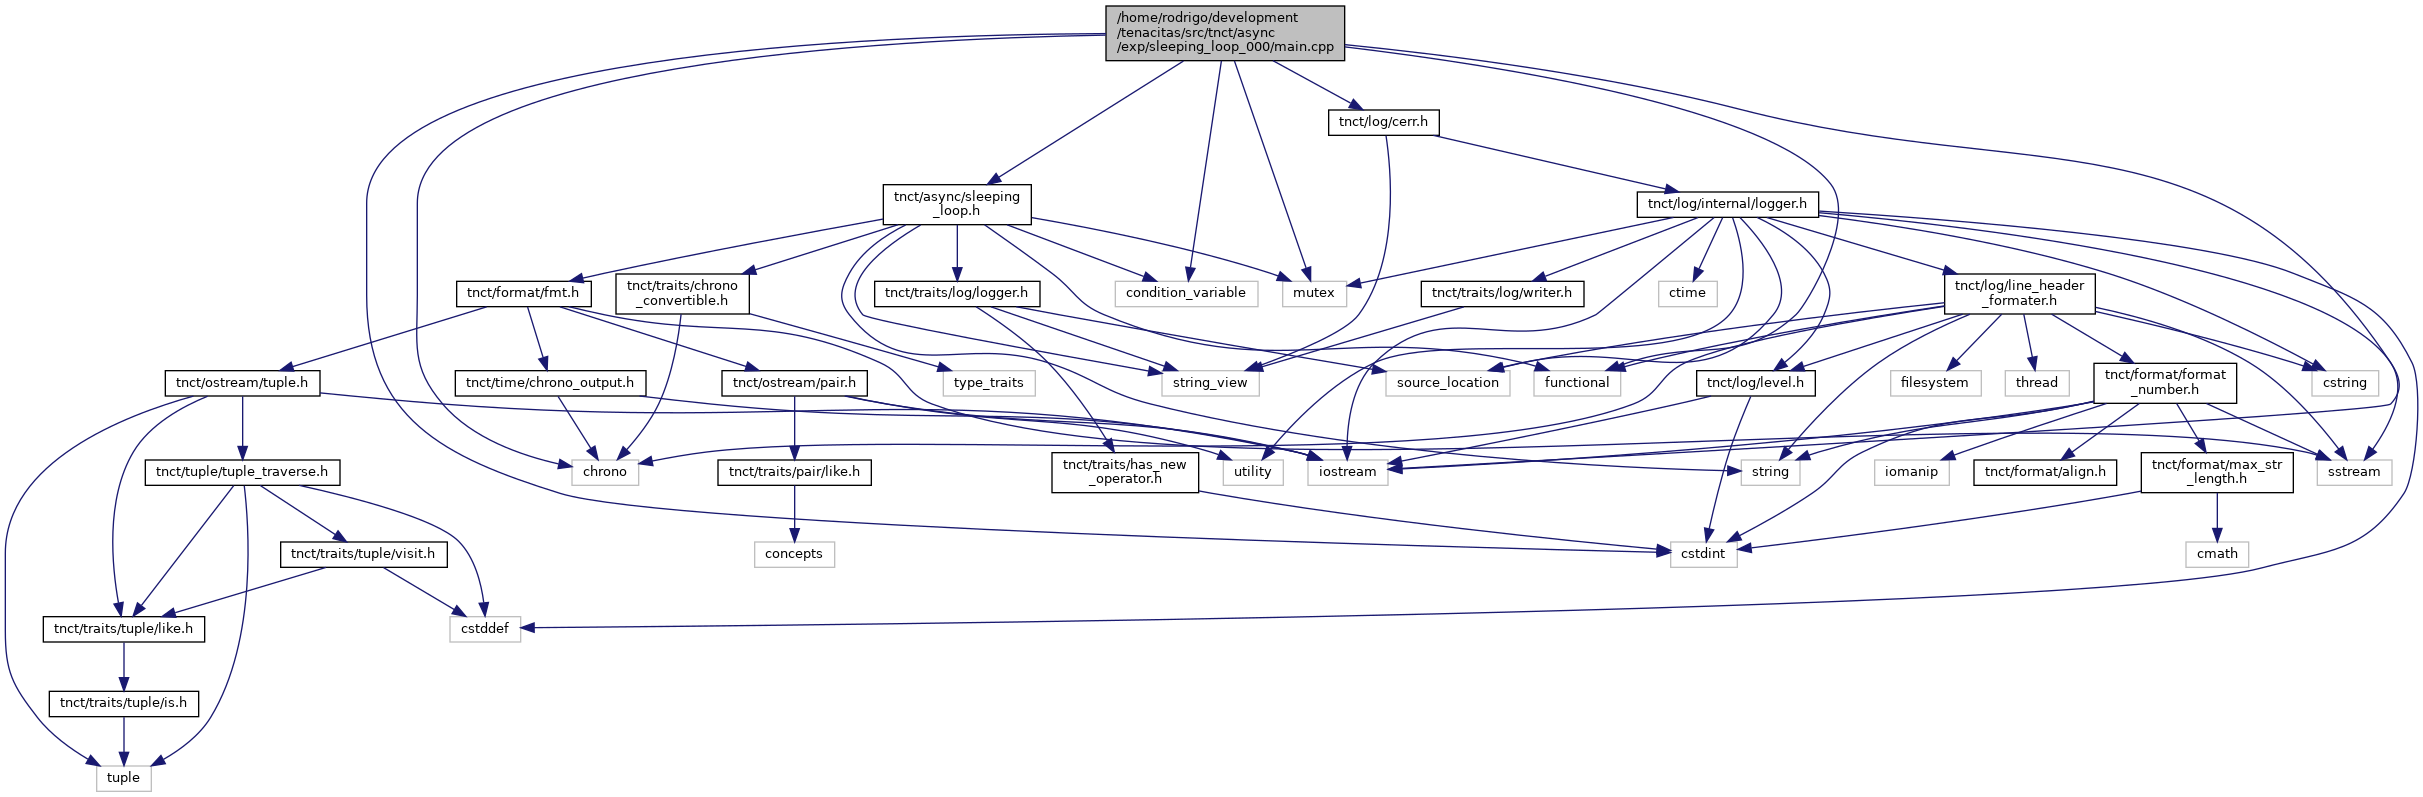 /home/rodrigo/development
/tenacitas/src/tnct/async
/exp/sleeping_loop_000/main.cpp
tnct/log/cerr.h
tnct/async/sleeping
_loop.h
tnct/log/internal/logger.h
tnct/format/fmt.h
tnct/traits/chrono
_convertible.h
tnct/traits/log/logger.h
condition_variable
mutex
tnct/traits/log/writer.h
ctime
tnct/log/line_header
_formater.h
tnct/ostream/tuple.h
tnct/time/chrono_output.h
tnct/ostream/pair.h
type_traits
string_view
source_location
functional
tnct/log/level.h
filesystem
thread
tnct/format/format
_number.h
cstring
tnct/tuple/tuple_traverse.h
chrono
tnct/traits/pair/like.h
tnct/traits/has_new
_operator.h
utility
iostream
string
iomanip
tnct/format/align.h
tnct/format/max_str
_length.h
sstream
tnct/traits/tuple/visit.h
concepts
cstdint
cmath
tnct/traits/tuple/like.h
cstddef
tnct/traits/tuple/is.h
tuple